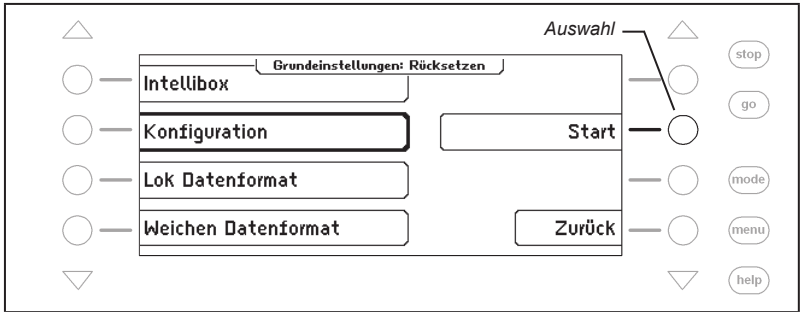 Auswahl
stop
Grundeinstellungen: Rücksetzen
Intellibox
go
Konfiguration
Start
Lok Datenformat
mode
Weichen Datenformat
Zurück
menu
help